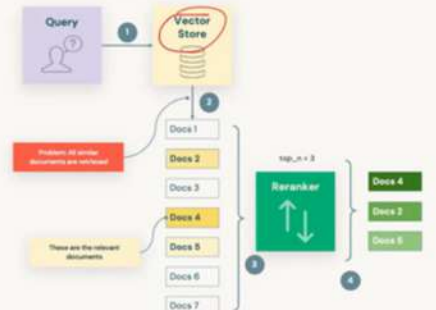 Query
?
1
Vector
Store
2
Problem: All similar
documents are retrieved
Docs 1
Docs 2
Docs 3
Docs 4
Docs 5
Docs 6
Docs 7
These are the relevant
documents
3
top_n = 3
Reranker
4
Docs 4
Docs 2
Docs 5